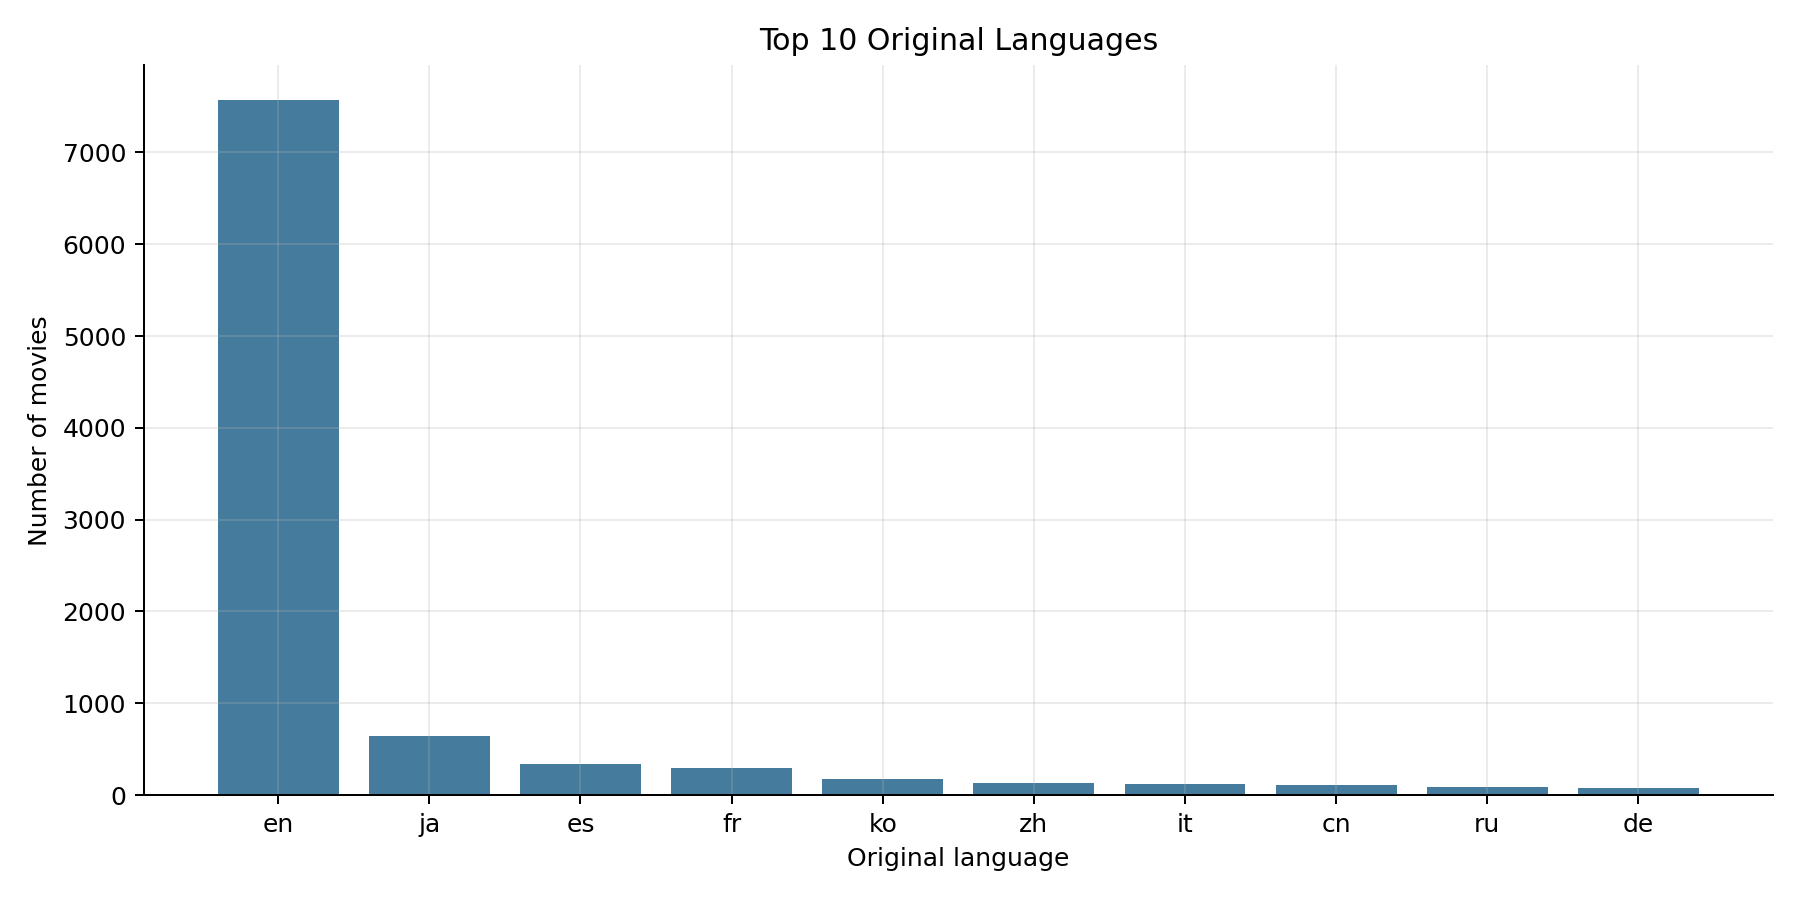 Top 10 Original Languages
Number of movies
7000
6000
5000
4000
3000
2000
1000
0
en ja es fr ko zh it cn ru de
Original language